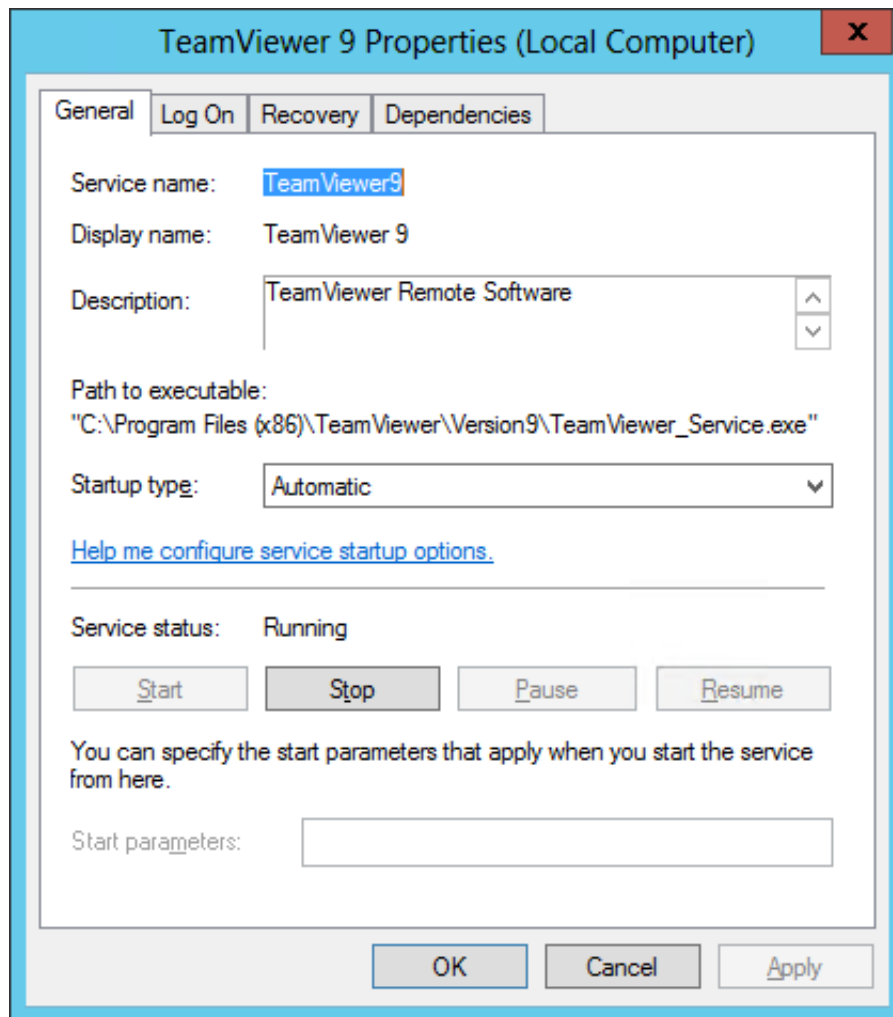 TeamViewer 9 Properties (Local Computer)
x
General Log On Recovery Dependencies
Service name: TeamViewer9
Display name: TeamViewer 9
Description: TeamViewer Remote Software
Path to executable:
"C:\Program Files (x86)\TeamViewer\Version9\TeamViewer_Service.exe"
Startup type: Automatic
Help me configure service startup options.
Service status: Running
Start Stop Pause Resume
You can specify the start parameters that apply when you start the service
from here.
Start parameters:
OK Cancel Apply